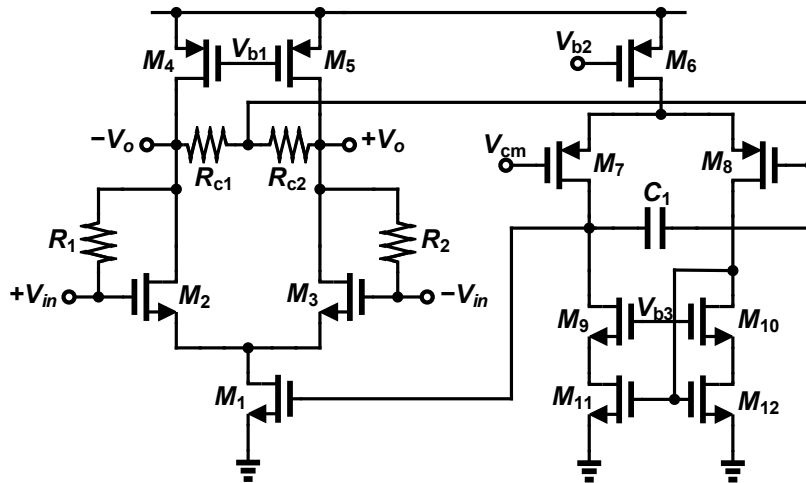 M4
Vb1
M5
Vb2
M6
−Vo
Rc1
Rc2
+Vo
Vcm
M7
M8
C1
R1
R2
+Vin
M2
M3
−Vin
M9
Vb3
M10
M1
M11
M12